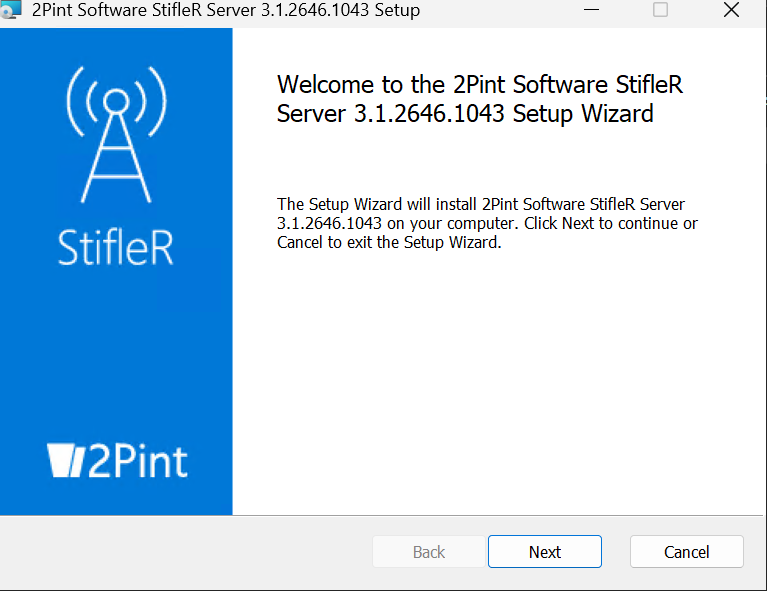 2Pint Software StifleR Server 3.1.2646.1043 Setup
StifleR
2Pint
Welcome to the 2Pint Software StifleR
Server 3.1.2646.1043 Setup Wizard
The Setup Wizard will install 2Pint Software StifleR Server
3.1.2646.1043 on your computer. Click Next to continue or
Cancel to exit the Setup Wizard.
Back
Next
Cancel